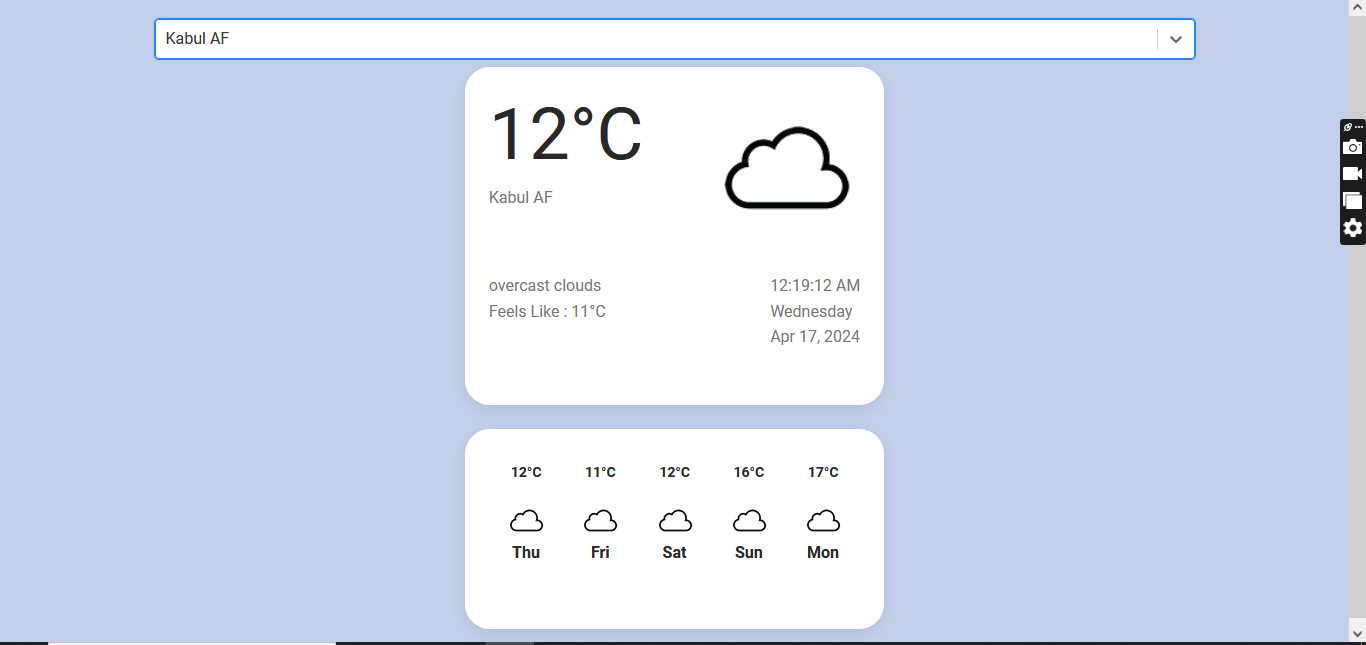 Kabul AF
12°C
Kabul AF
overcast clouds
Feels Like : 11°C
12:19:12 AM
Wednesday
Apr 17, 2024
12°C 11°C 12°C 16°C 17°C
Thu Fri Sat Sun Mon